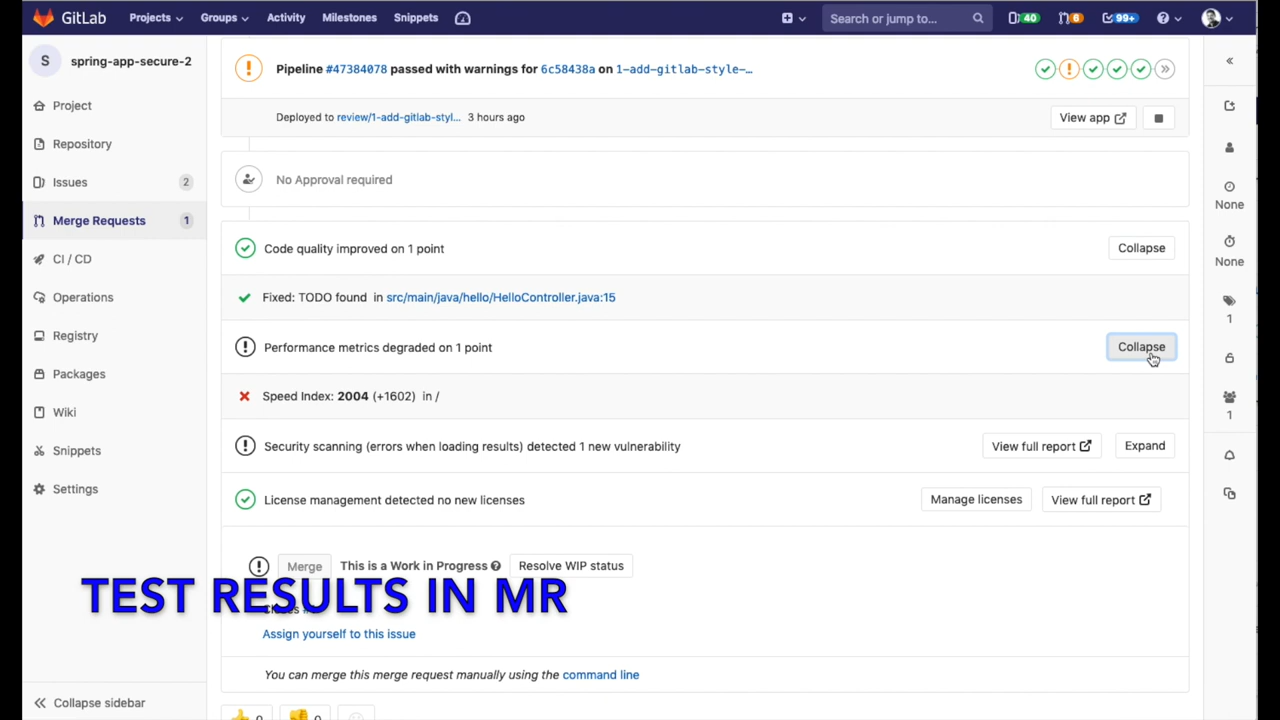 GitLab
Projects
Groups
Activity
Milestones
Snippets
Search or jump to...
40
6
99+
S
spring-app-secure-2
Project
Repository
Issues
2
Merge Requests
1
CI / CD
Operations
Registry
Packages
Wiki
Snippets
Settings
Collapse sidebar
Pipeline #47384078 passed with warnings for 6c58438a on 1-add-gitlab-style-...
Deployed to review/1-add-gitlab-styl... 3 hours ago
View app
No Approval required
Code quality improved on 1 point
Collapse
Fixed: TODO found in src/main/java/hello/HelloController.java:15
Performance metrics degraded on 1 point
Collapse
Speed Index: 2004 (+1602) in /
Security scanning (errors when loading results) detected 1 new vulnerability
View full report
Expand
License management detected no new licenses
Manage licenses
View full report
Merge
This is a Work in Progress
Resolve WIP status
TEST RESULTS IN MR
Assign yourself to this issue
You can merge this merge request manually using the command line
0
0
None
None
1
1